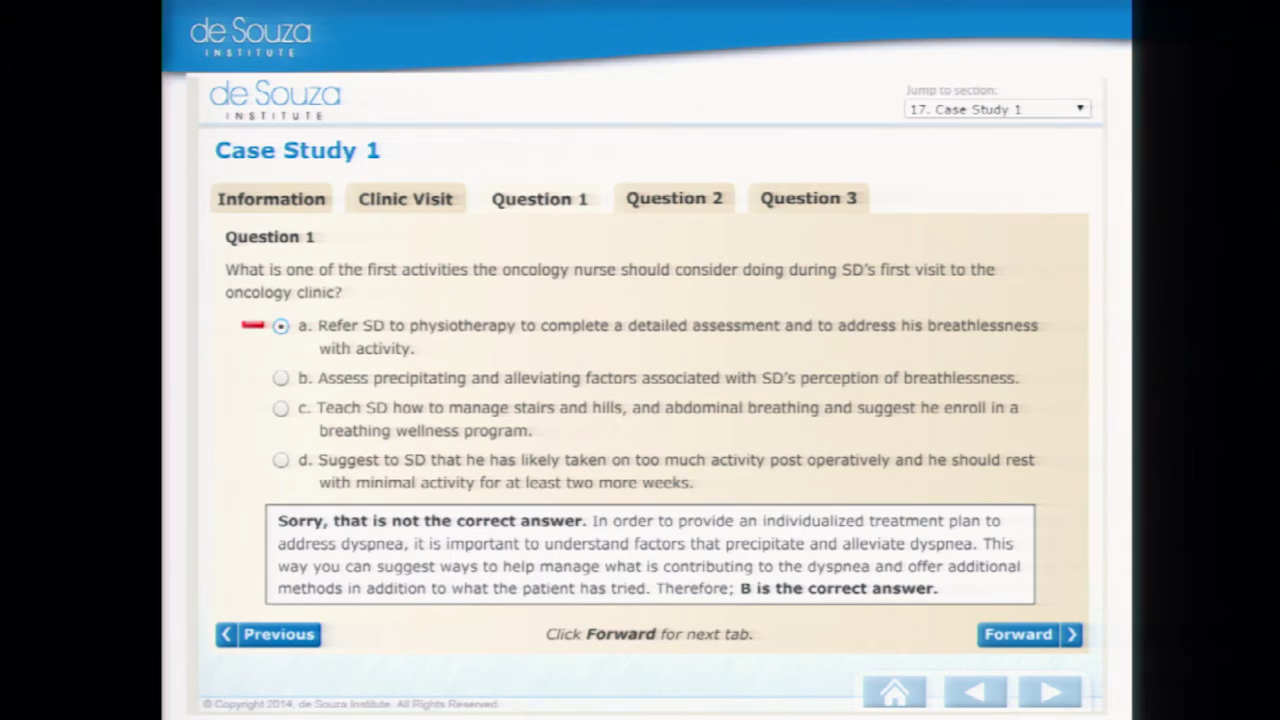 de Souza
INSTITUTE
de Souza
INSTITUTE
Jump to section:
17. Case Study 1
Case Study 1
Information
Clinic Visit
Question 1
Question 2
Question 3
Question 1
What is one of the first activities the oncology nurse should consider doing during SD's first visit to the
oncology clinic?
a. Refer SD to physiotherapy to complete a detailed assessment and to address his breathlessness
with activity.
b. Assess precipitating and alleviating factors associated with SD's perception of breathlessness.
c. Teach SD how to manage stairs and hills, and abdominal breathing and suggest he enroll in a
breathing wellness program.
d. Suggest to SD that he has likely taken on too much activity post operatively and he should rest
with minimal activity for at least two more weeks.
Sorry, that is not the correct answer. In order to provide an individualized treatment plan to
address dyspnea, it is important to understand factors that precipitate and alleviate dyspnea. This
way you can suggest ways to help manage what is contributing to the dyspnea and offer additional
methods in addition to what the patient has tried. Therefore; B is the correct answer.
Previous
Click Forward for next tab.
Forward
© Copyright 2014, de Souza Institute. All Rights Reserved.